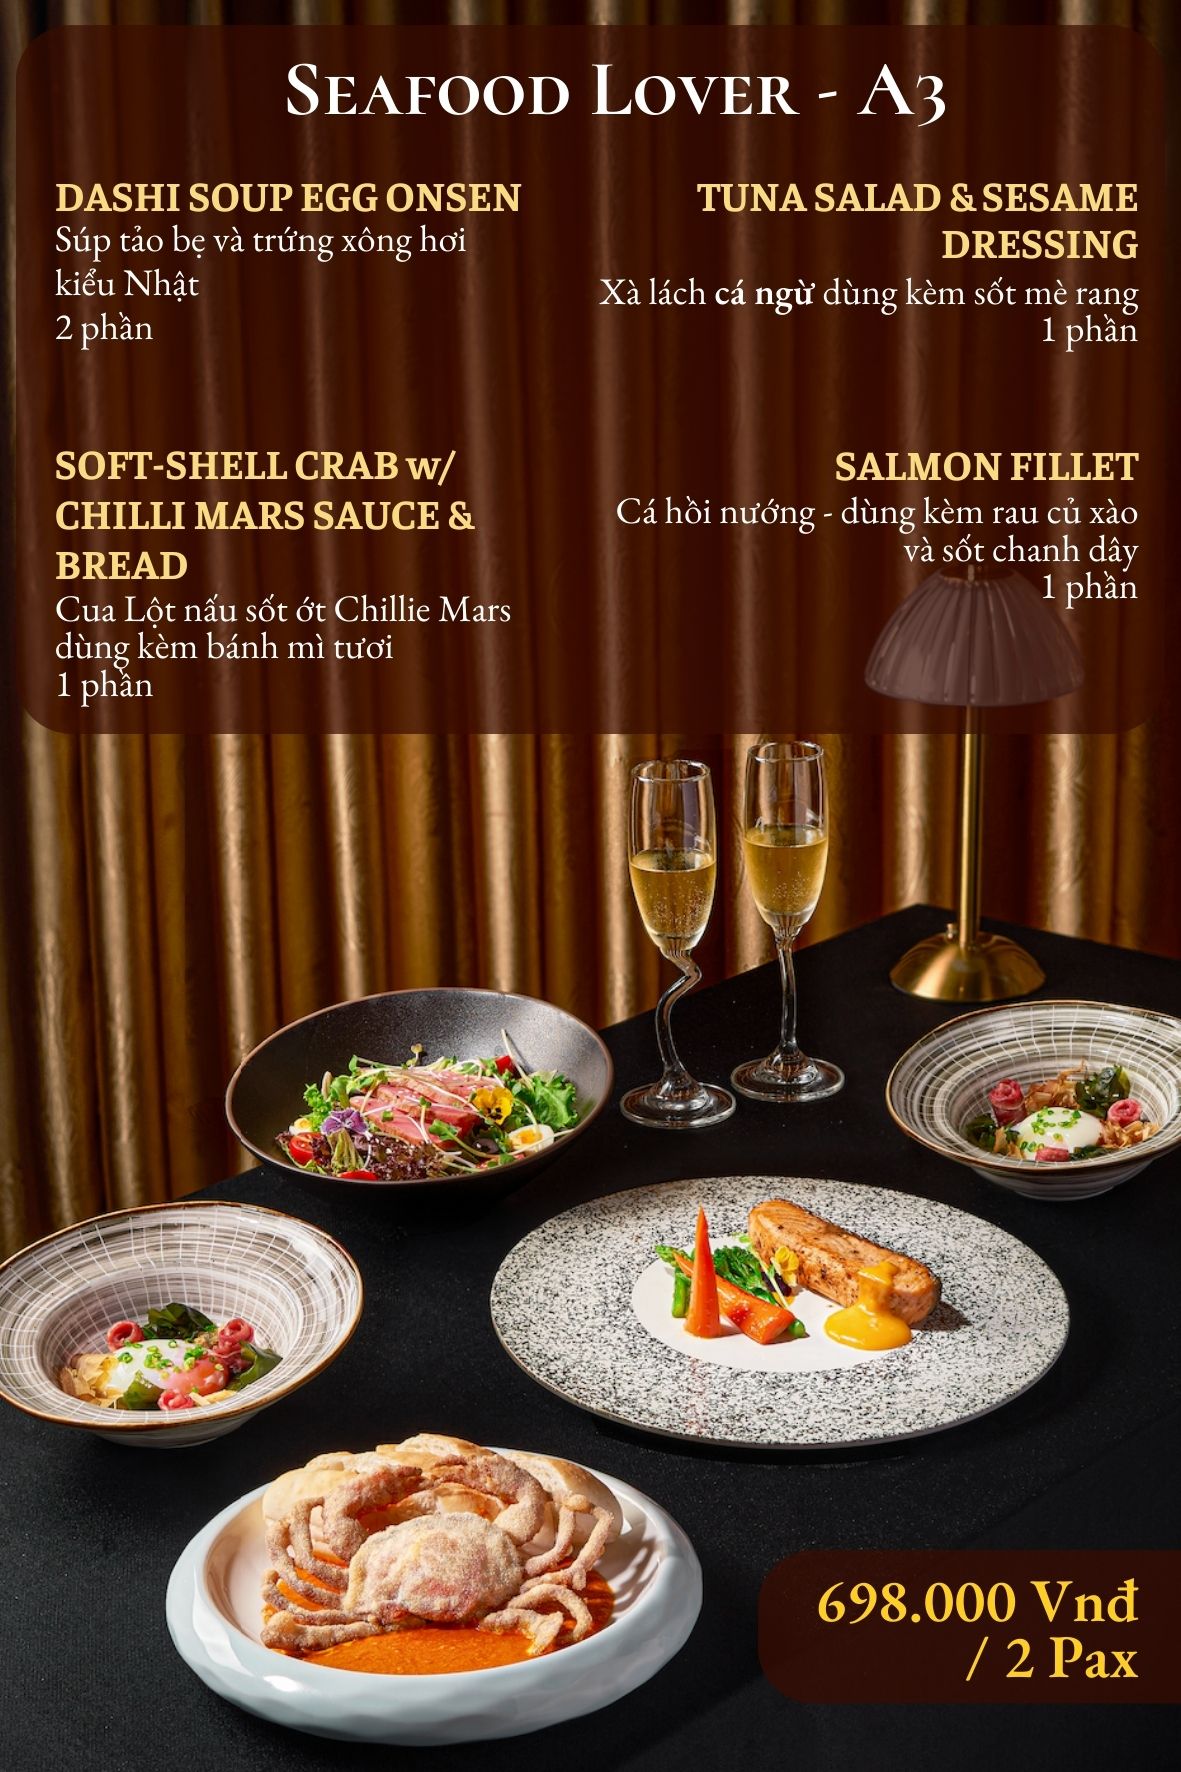 Seafood Lover - A3
DASHI SOUP EGG ONSEN
Súp tảo bẹ và trứng xông hơi
kiểu Nhật
2 phần
TUNA SALAD & SESAME
DRESSING
Xà lách cá ngừ dùng kèm sốt mè rang
1 phần
SOFT-SHELL CRAB w/
CHILLI MARS SAUCE &
BREAD
Cua Lột nấu sốt ớt Chillie Mars
dùng kèm bánh mì tươi
1 phần
SALMON FILLET
Cá hồi nướng - dùng kèm rau củ xào
và sốt chanh dây
1 phần
698.000 Vnđ
/ 2 Pax